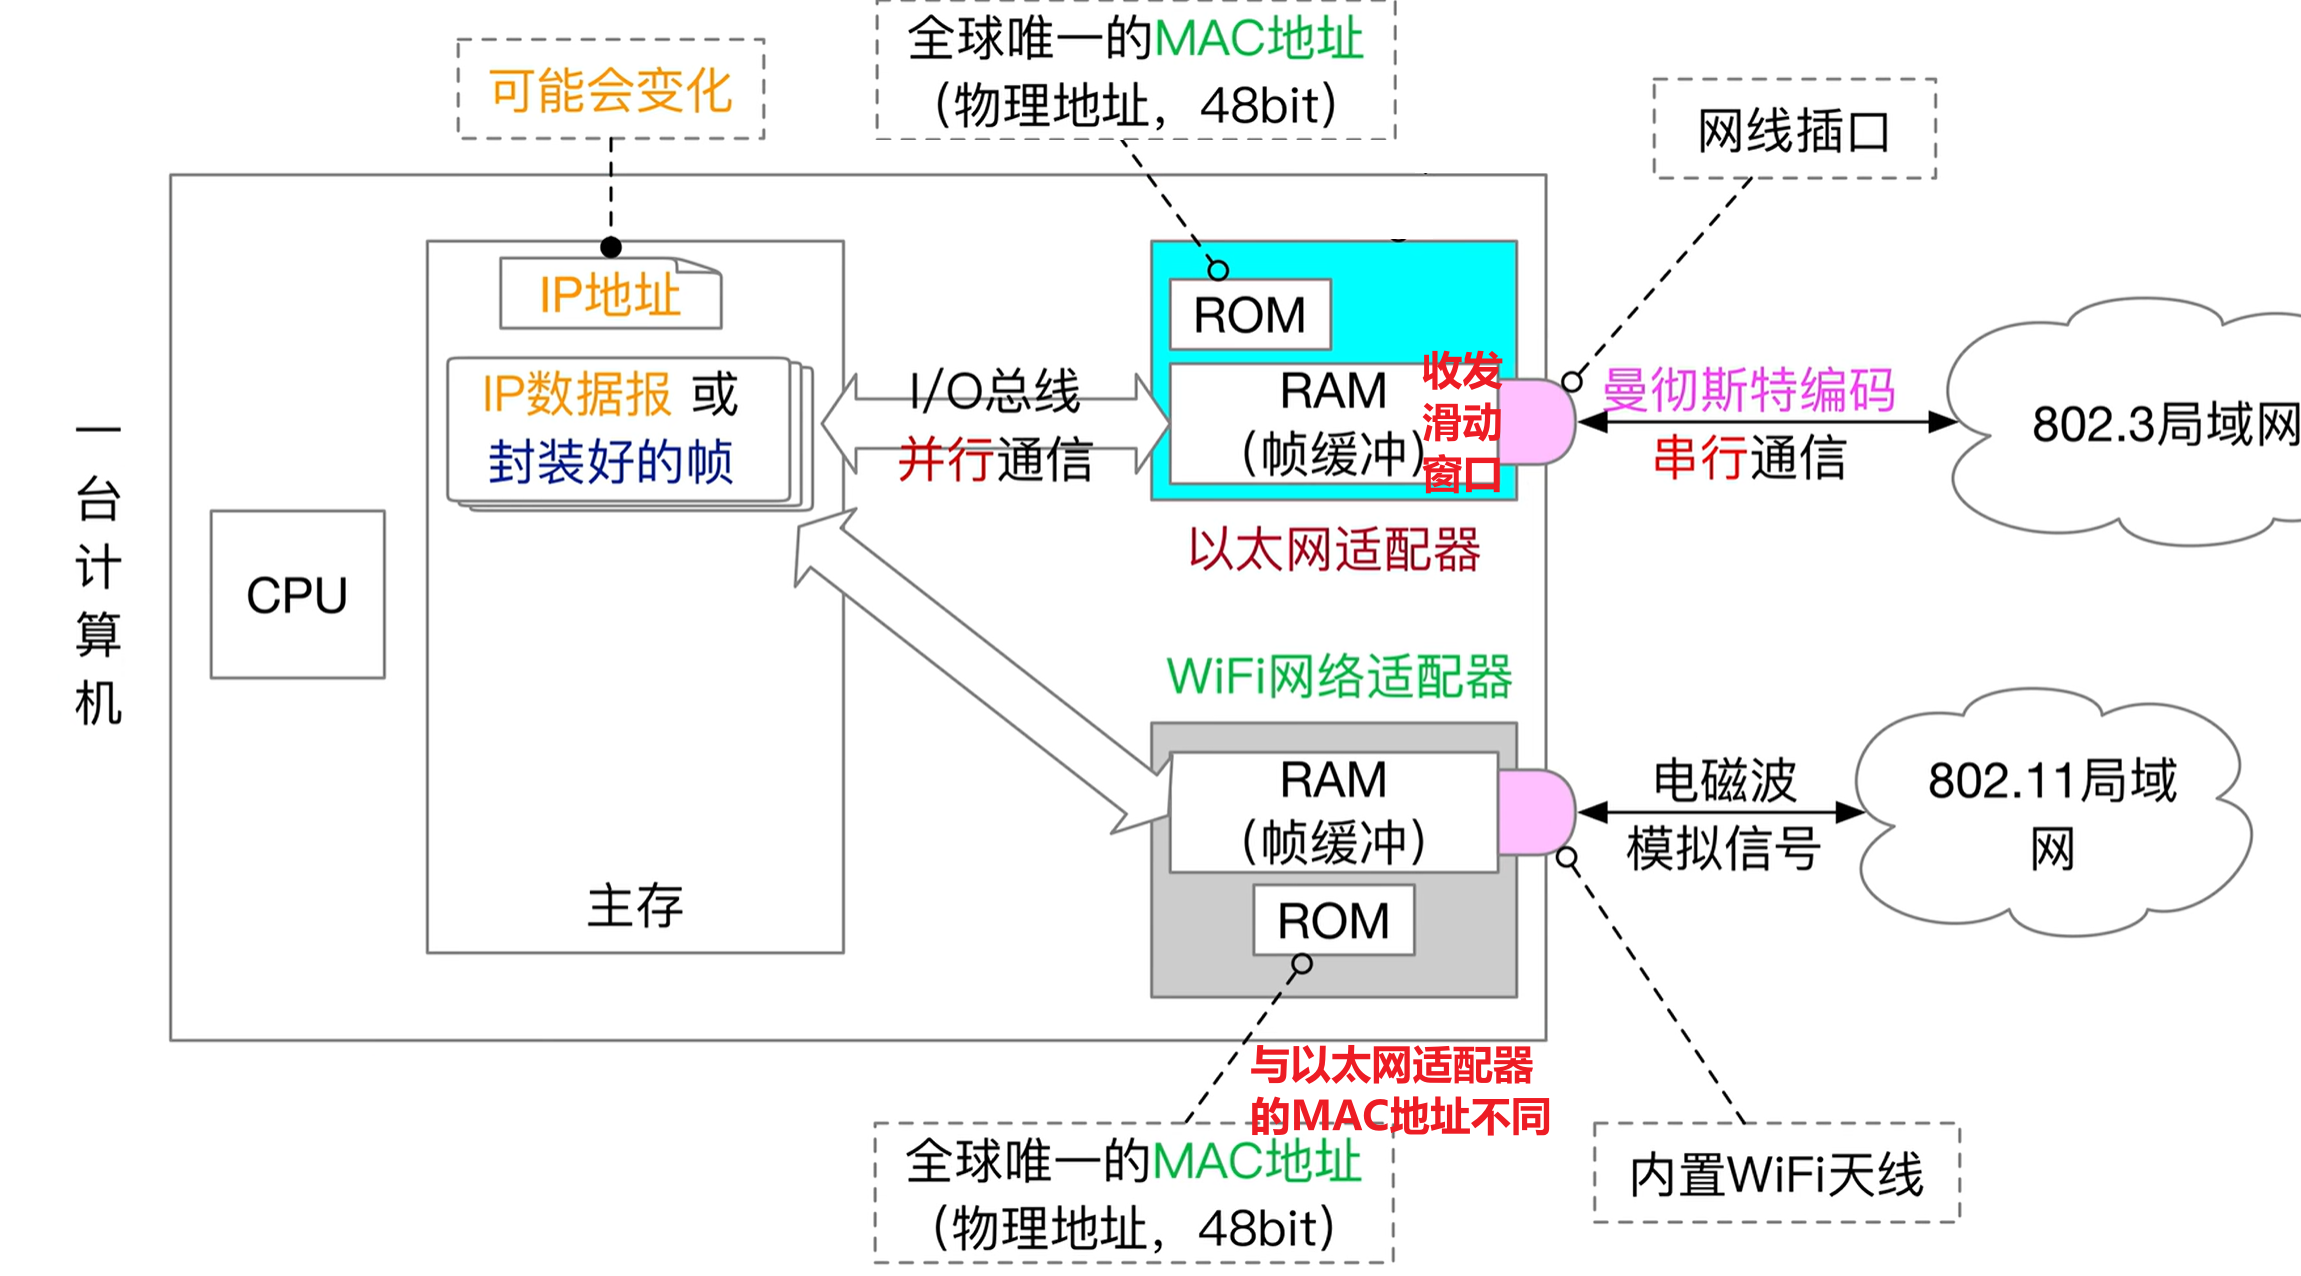 可能会变化
全球唯一的MAC地址
(物理地址，48bit)
网线插口
一台计算机
CPU
IP地址
IP数据报 或
封装好的帧
主存
I/O总线
并行通信
ROM
RAM
(帧缓冲)
收发
滑动
窗口
以太网适配器
曼彻斯特编码
串行通信
802.3局域网
WiFi网络适配器
RAM
(帧缓冲)
ROM
电磁波
模拟信号
802.11局域
网
与以太网适配器
的MAC地址不同
全球唯一的MAC地址
(物理地址，48bit)
内置WiFi天线